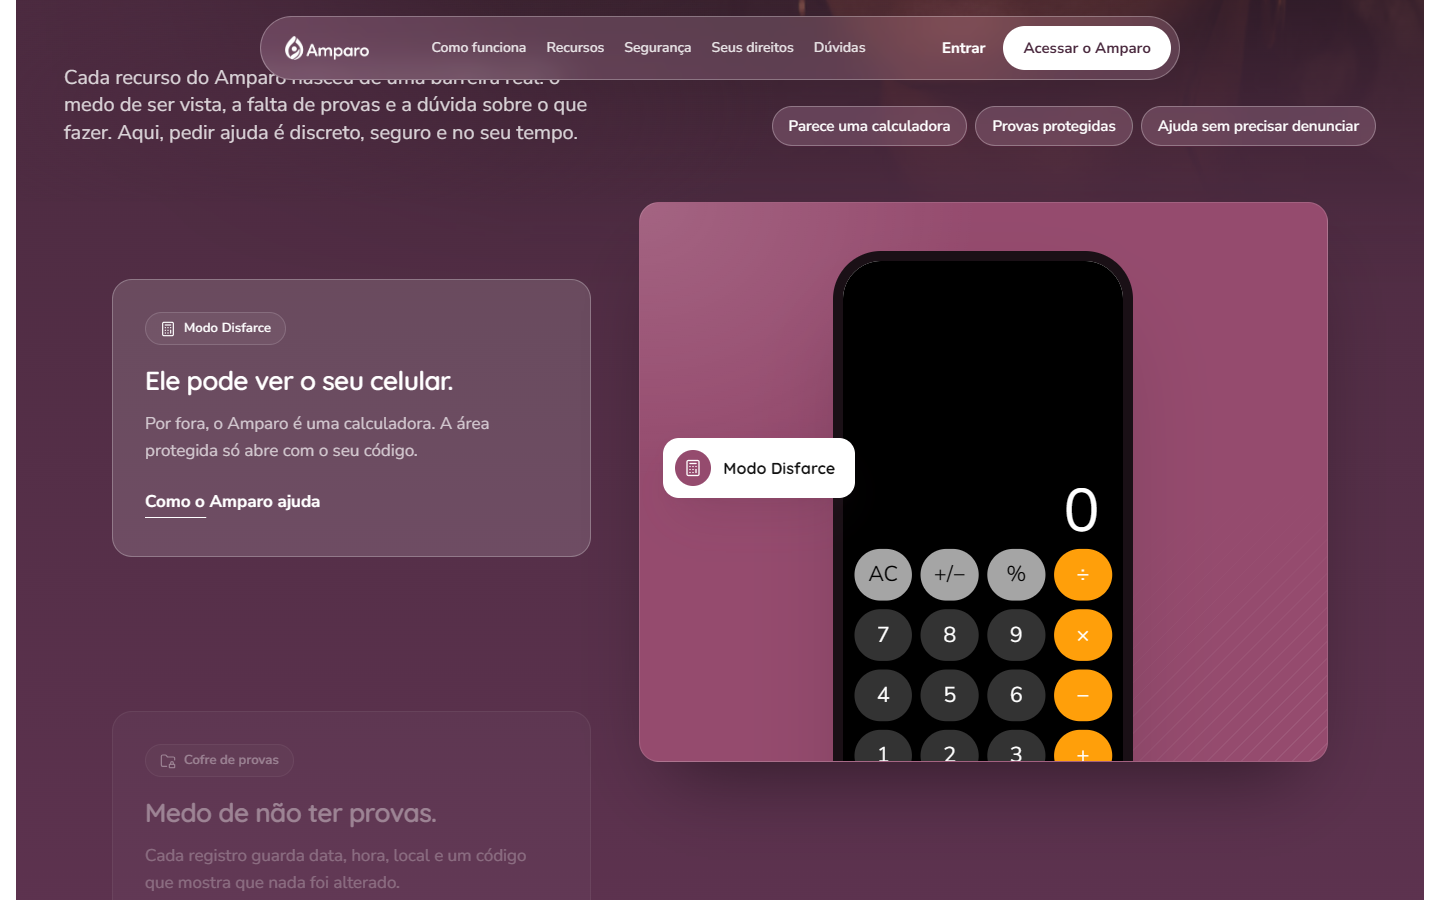 Amparo
Como funciona
Recursos
Segurança
Seus direitos
Dúvidas
Entrar
Acessar o Amparo
Cada recurso do Amparo nasceu de uma barreira real: o
medo de ser vista, a falta de provas e a dúvida sobre o que
fazer. Aqui, pedir ajuda é discreto, seguro e no seu tempo.
Parece uma calculadora
Provas protegidas
Ajuda sem precisar denunciar
Modo Disfarce
Ele pode ver o seu celular.
Por fora, o Amparo é uma calculadora. A área
protegida só abre com o seu código.
Como o Amparo ajuda
Cofre de provas
Medo de não ter provas.
Cada registro guarda data, hora, local e um código
que mostra que nada foi alterado.
Modo Disfarce
0
AC +/− % ÷
7 8 9 ×
4 5 6 −
1 2 3 +